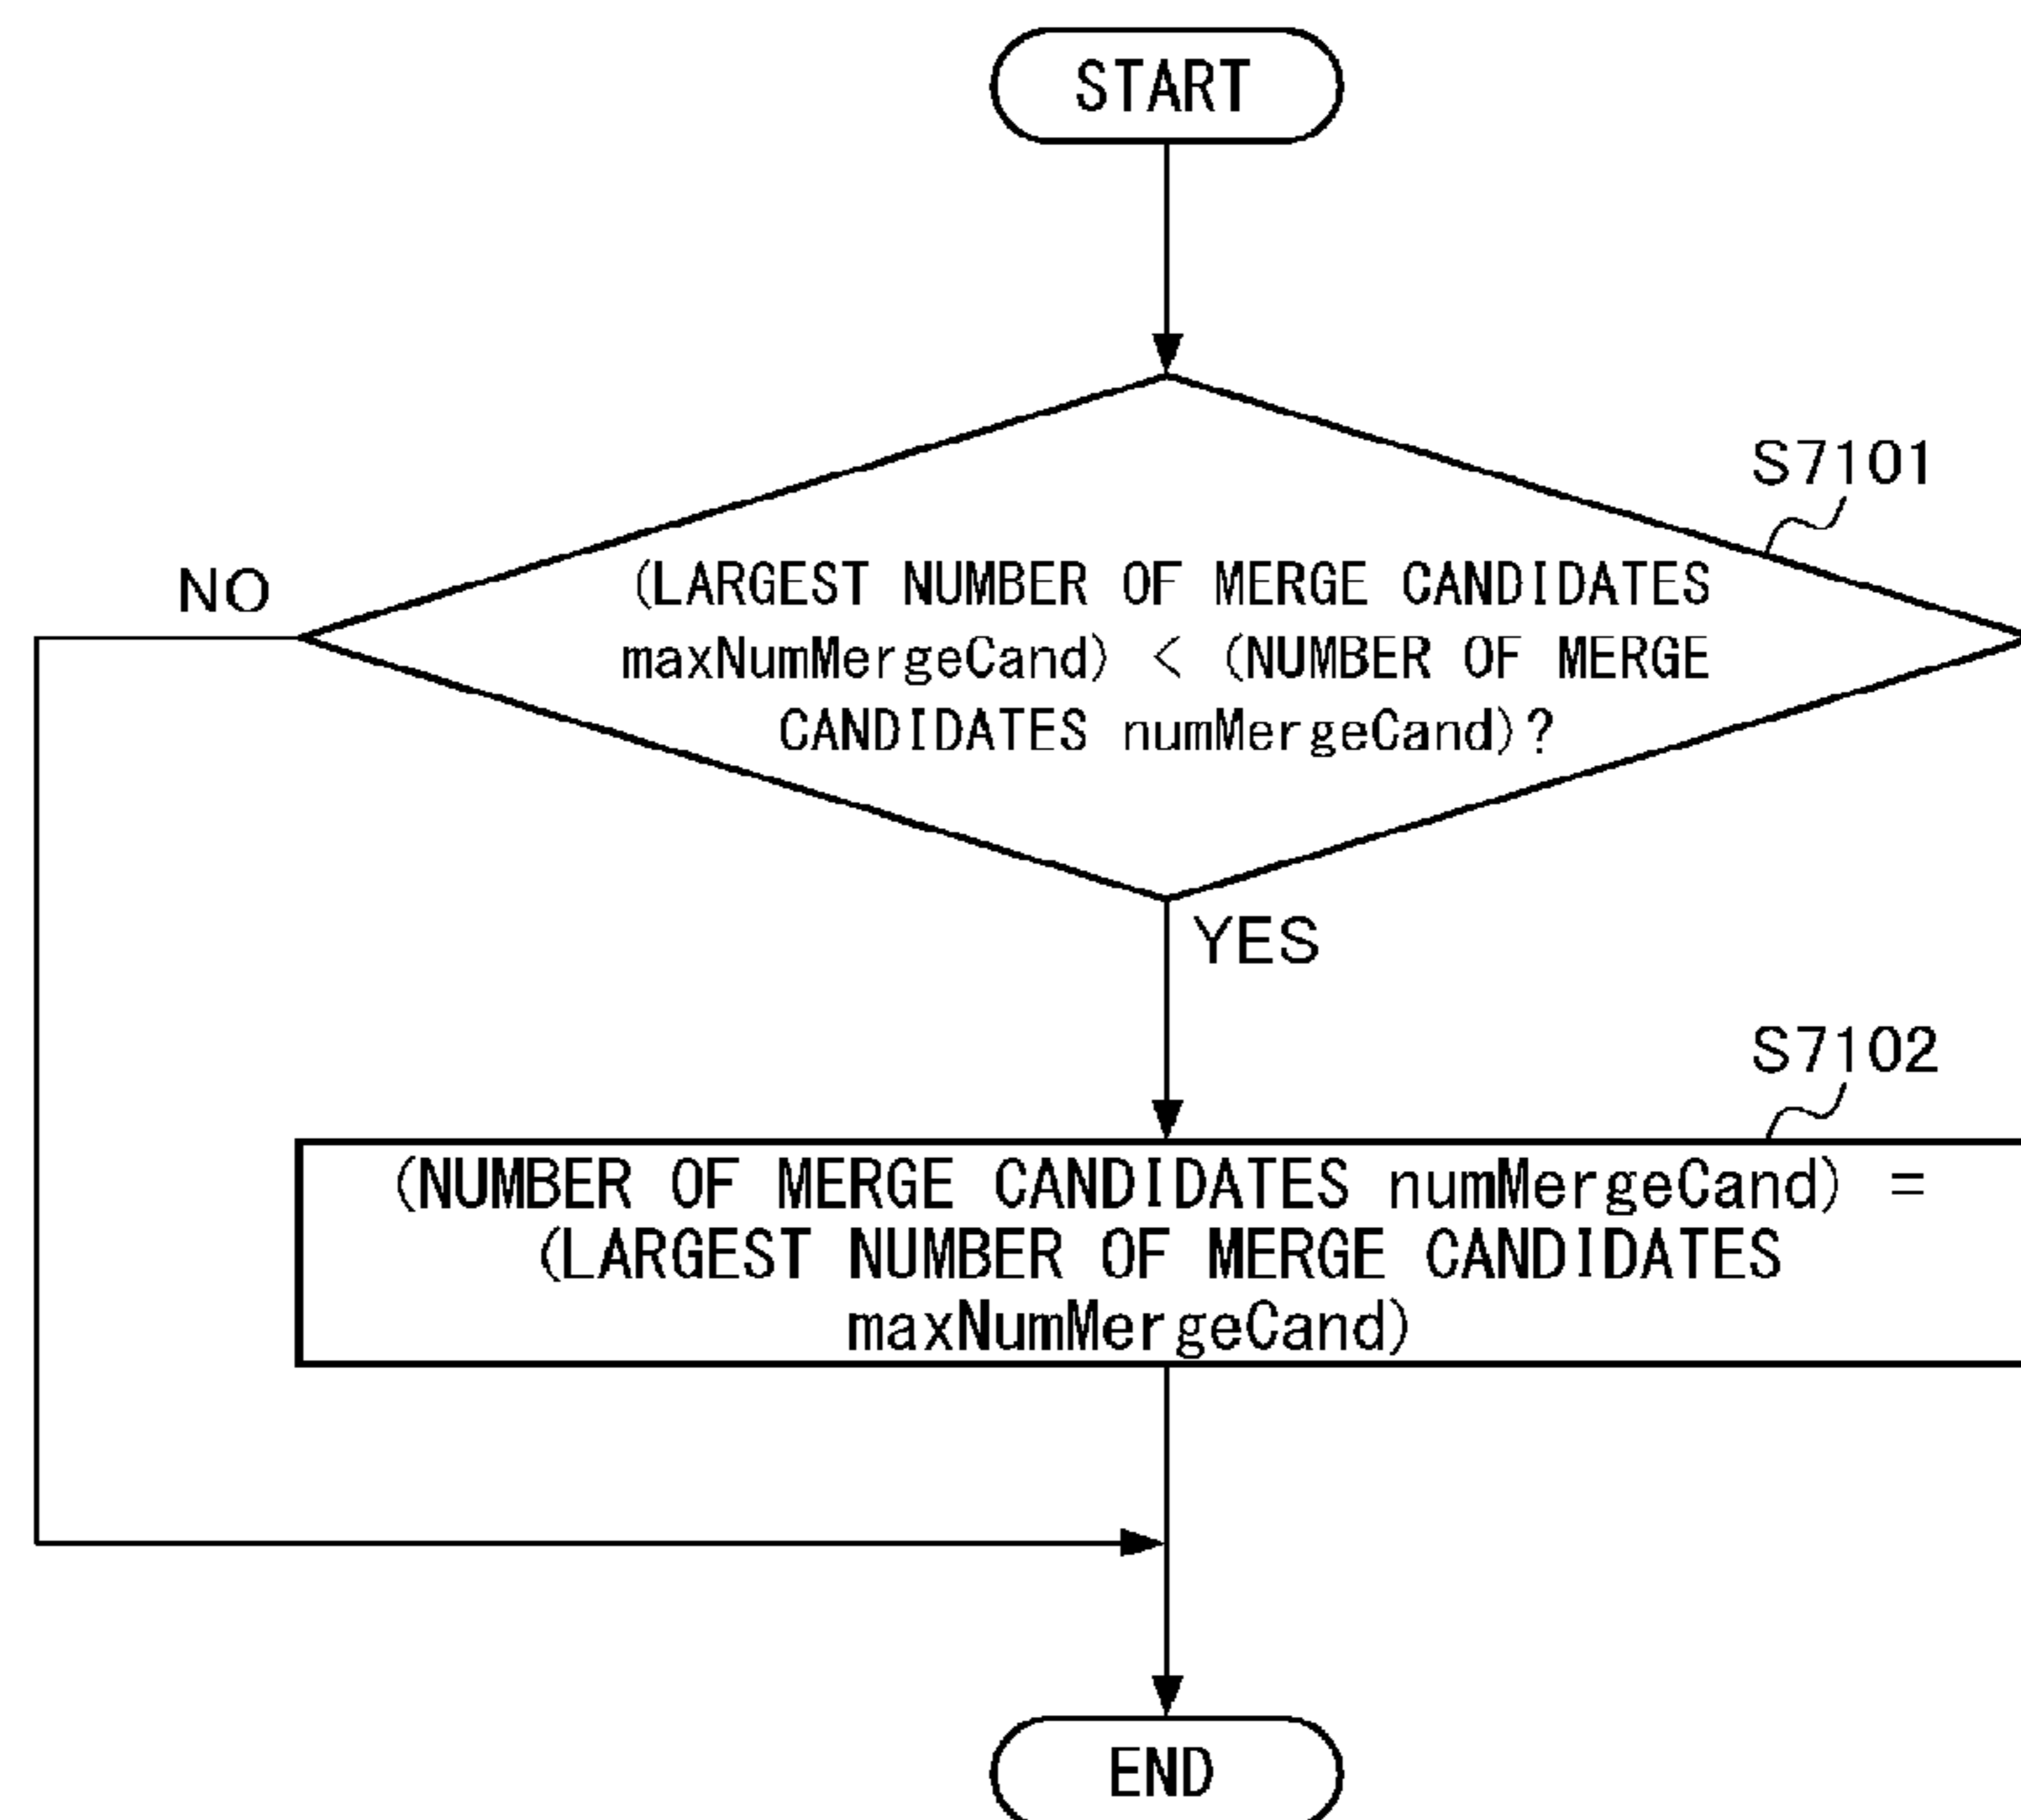 START
S7101
NO
(LARGEST NUMBER OF MERGE CANDIDATES
maxNumMergeCand) < (NUMBER OF MERGE
CANDIDATES numMergeCand)?
YES
S7102
(NUMBER OF MERGE CANDIDATES numMergeCand) =
(LARGEST NUMBER OF MERGE CANDIDATES
maxNumMergeCand)
END